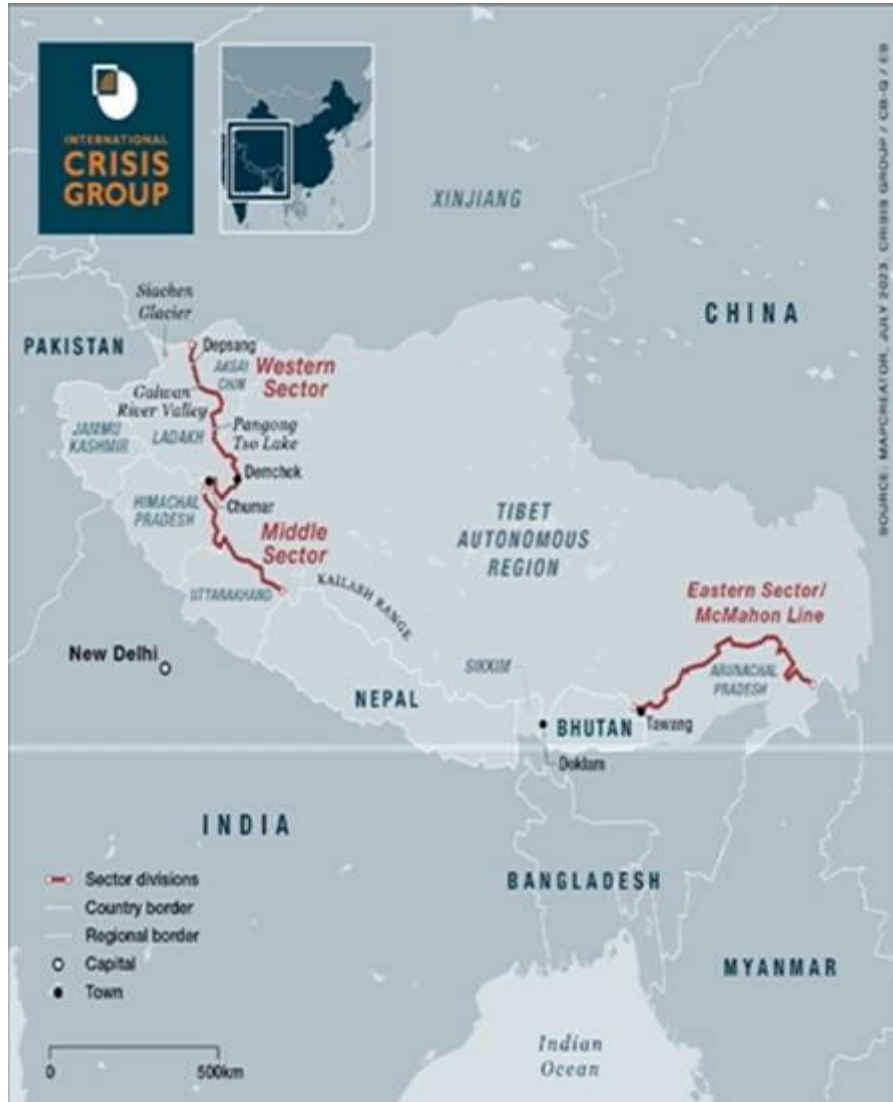 INTERNATIONAL
CRISIS
GROUP
XINJIANG
CHINA
Siachen
Glacier
PAKISTAN
Depsang
AKSAI
CHIN
Western
Sector
Galwan
River Valley
JAMMU
KASHMIR
LADAKH
Pangong
Tso Lake
Demchok
Chumar
HIMACHAL
PRADESH
Middle
Sector
TIBET
AUTONOMOUS
REGION
UTTARAKHAND
KAILASH RANGE
Eastern Sector/
McMahon Line
New Delhi
SIKKIM
ARUNACHAL
PRADESH
NEPAL
BHUTAN
Tawang
Doklam
INDIA
BANGLADESH
MYANMAR
Sector divisions
Country border
Regional border
Capital
Town
0 500km
Indian
Ocean
SOURCE: MAPCREATOR, JULY 2023. CRISIS GROUP / CB-G / EB